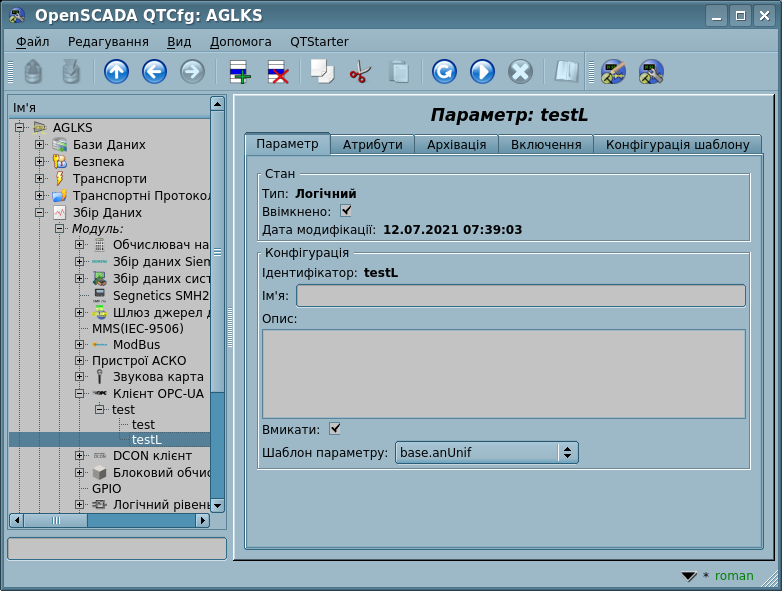 OpenSCADA QTCfg: AGLKS
Файл Редагування Вид Допомога QTStarter
Ім'я
AGLKS
Бази Даних
Безпека
Транспорти
Транспортні Протокол
Збір Даних
Модуль:
Обчислювач на
Збір даних Siem
Збір даних сист
Segnetics SMH2
Шлюз джерел д
MMS(IEC-9506)
ModBus
Пристрої АСКО
Звукова карта
Клієнт OPC-UA
test
test
testL
DCON клієнт
Блоковий обчис
GPIO
Логічний рівень
Параметр: testL
Параметр Атрибути Архівація Включення Конфігурація шаблону
Стан
Тип: Логічний
Ввімкнено:
Дата модифікації: 12.07.2021 07:39:03
Конфігурація
Ідентифікатор: testL
Ім'я:
Опис:
Вмикати:
Шаблон параметру: base.anUnif
* roman